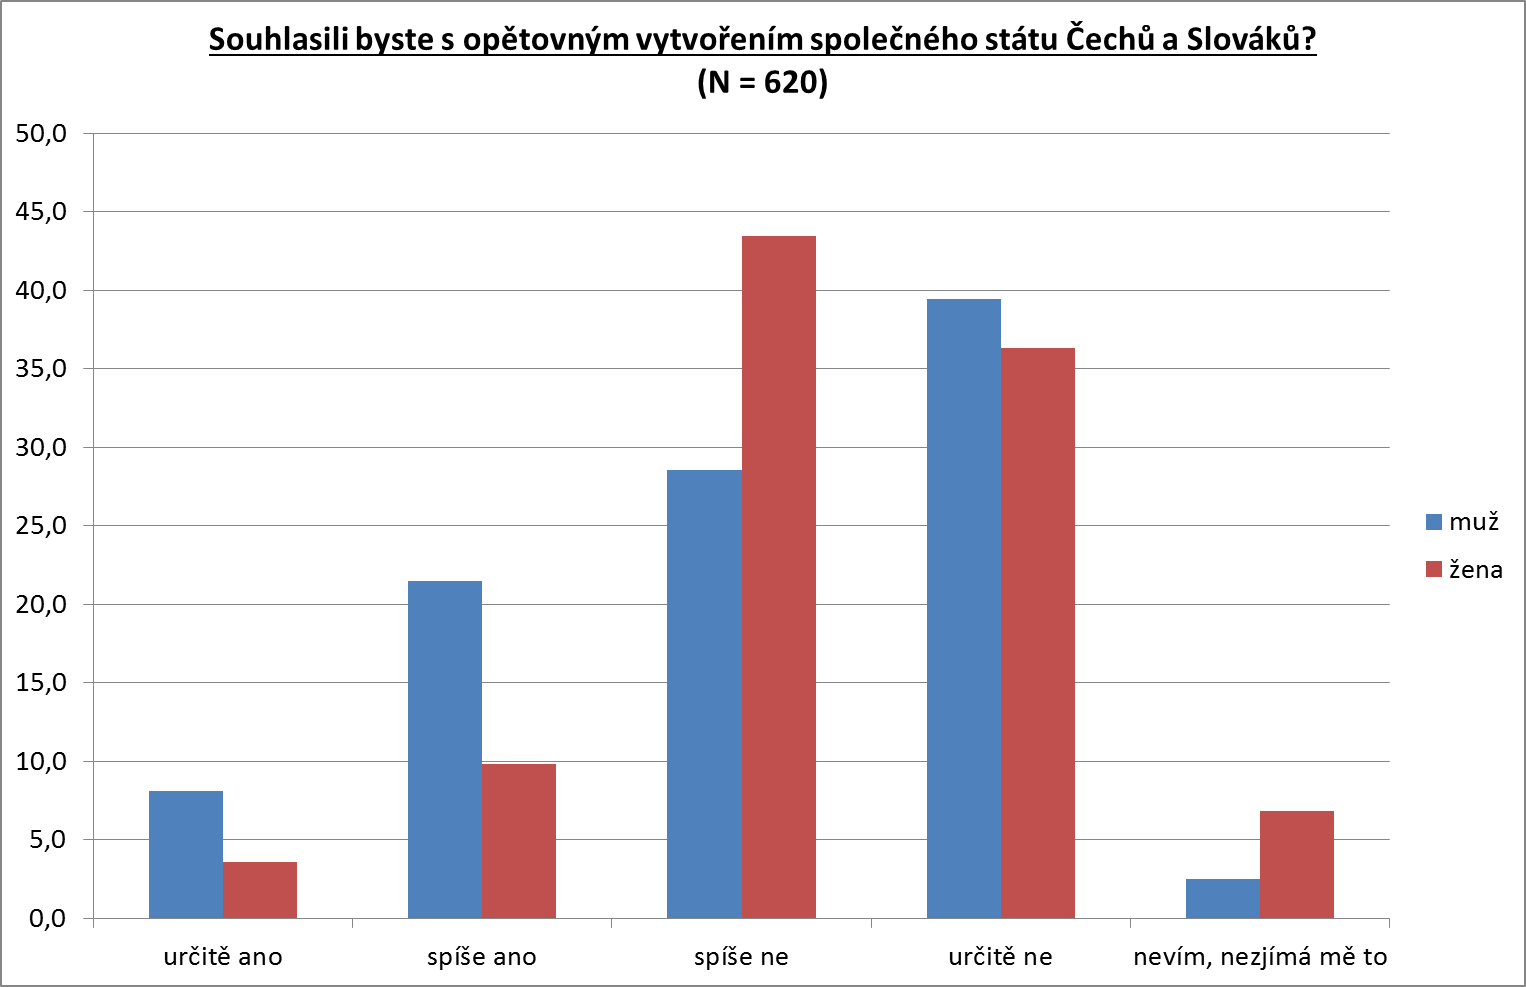 Souhlasili byste s opětovným vytvořením společného státu Čechů a Slováků?
(N = 620)
50,0
45,0
40,0
35,0
30,0
25,0
20,0
15,0
10,0
5,0
0,0
určitě ano
spíše ano
spíše ne
určitě ne
nevím, nezjímá mě to
muž
žena